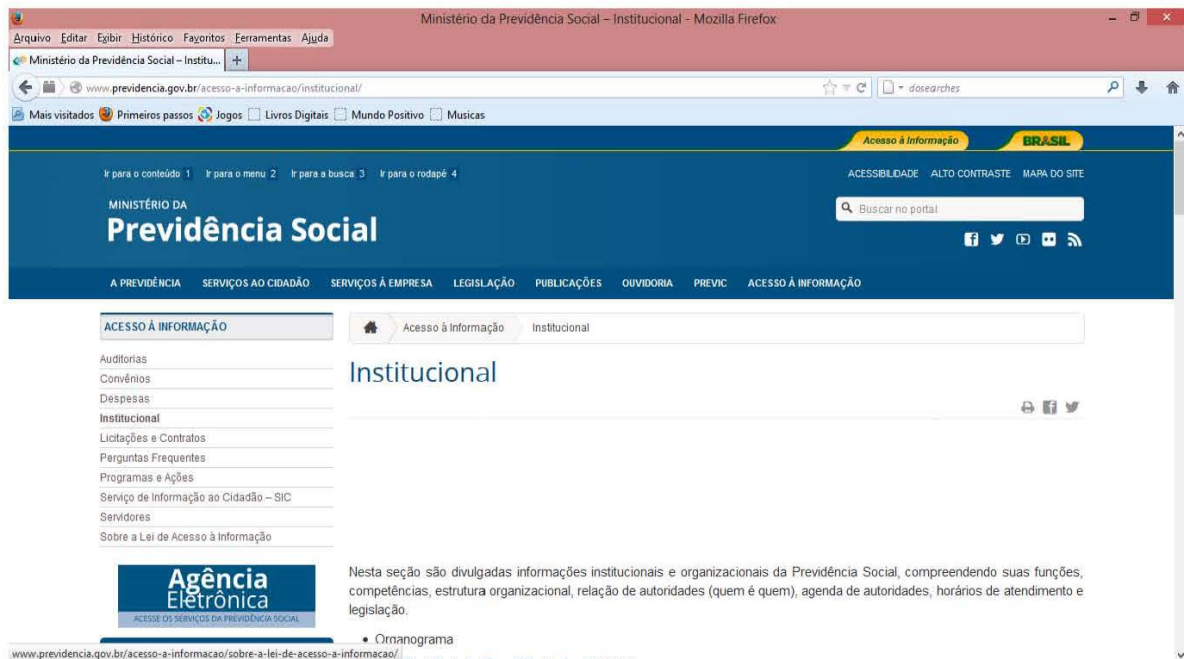 Ministério da Previdência Social – Institucional - Mozilla Firefox
Arquivo Editar Exibir Histórico Favoritos Ferramentas Ajuda
Ministério da Previdência Social – Institu... +
www.previdencia.gov.br/acesso-a-informacao/institucional/ dosearches
Mais visitados Primeiros passos Jogos Livros Digitais Mundo Positivo Musicas
Acesso à Informação BRASIL
Ir para o conteúdo 1 Ir para o menu 2 Ir para a busca 3 Ir para o rodapé 4 ACESSIBILIDADE ALTO CONTRASTE MAPA DO SITE
MINISTÉRIO DA
Previdência Social
Buscar no portal
A PREVIDÊNCIA SERVIÇOS AO CIDADÃO SERVIÇOS À EMPRESA LEGISLAÇÃO PUBLICAÇÕES OUVIDORIA PREVIC ACESSO À INFORMAÇÃO
ACESSO À INFORMAÇÃO
Auditorias
Convênios
Despesas
Institucional
Licitações e Contratos
Perguntas Frequentes
Programas e Ações
Serviço de Informação ao Cidadão – SIC
Servidores
Sobre a Lei de Acesso à Informação
Agência
Eletrônica
ACESSE OS SERVIÇOS DA PREVIDÊNCIA SOCIAL
Acesso à Informação Institucional
Institucional
Nesta seção são divulgadas informações institucionais e organizacionais da Previdência Social, compreendendo suas funções,
competências, estrutura organizacional, relação de autoridades (quem é quem), agenda de autoridades, horários de atendimento e
legislação.
• Organograma
www.previdencia.gov.br/acesso-a-informacao/sobre-a-lei-de-acesso-a-informacao/